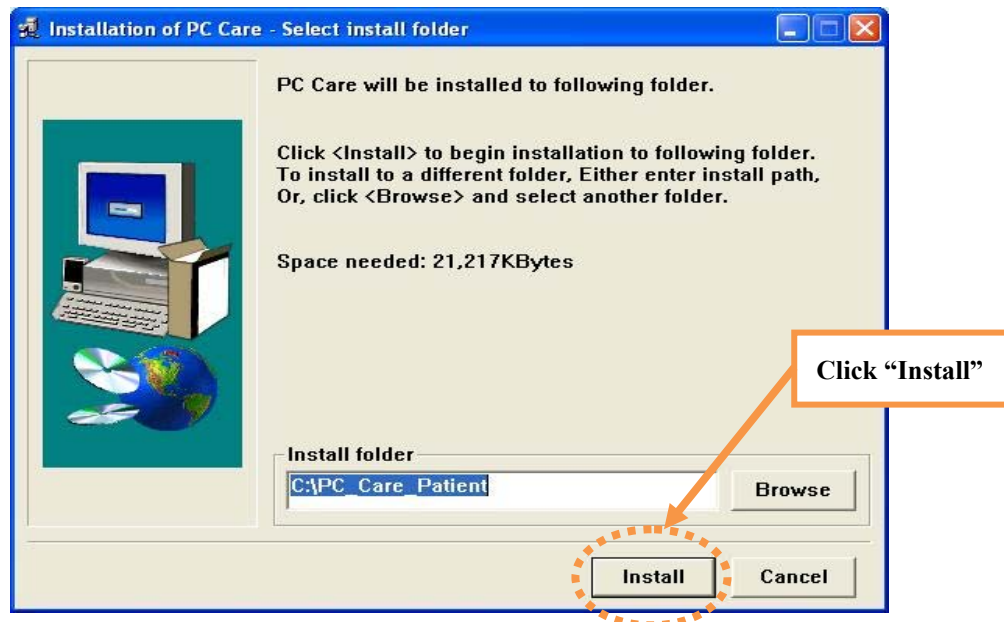 Installation of PC Care - Select install folder
PC Care will be installed to following folder.
Click <Install> to begin installation to following folder.
To install to a different folder, Either enter install path,
Or, click <Browse> and select another folder.
Space needed: 21,217KBytes
Click “Install”
Install folder
C:\PC_Care_Patient
Browse
Install
Cancel